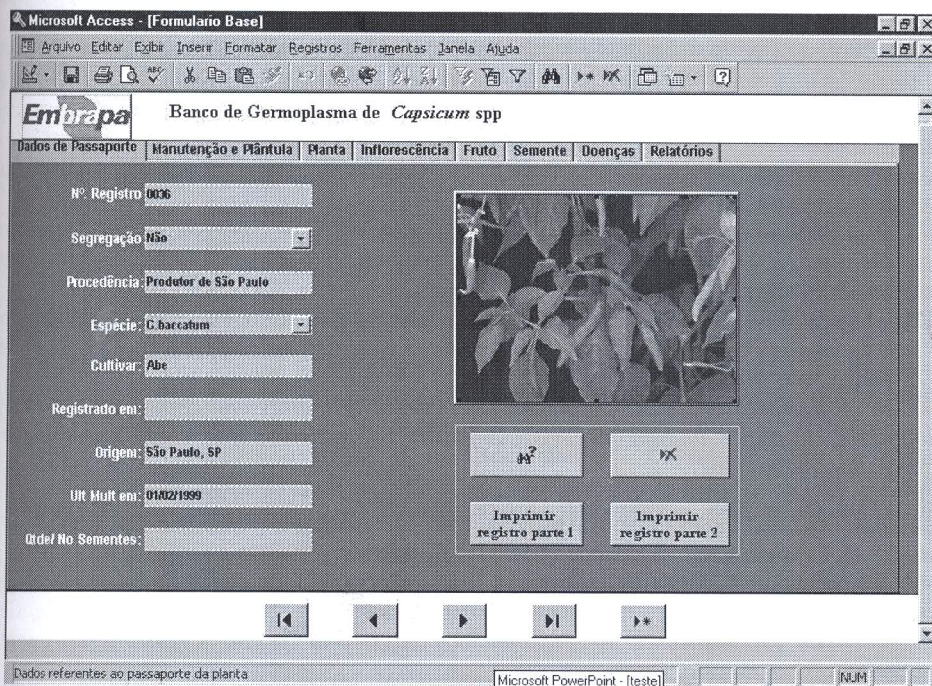 Microsoft Access - [Formulario Base]
Arquivo Editar Exibir Inserir Formatar Registros Ferramentas Janela Ajuda
Embrapa
Banco de Germoplasma de Capsicum spp
Dados de Passaporte Manutenção e Plântula Planta Inflorescência Fruto Semente Doenças Relatórios
Nº. Registro 0036
Segregação Não
Procedência: Produtor de São Paulo
Espécie: C.baccatum
Cultivar: Abe
Registrado em:
Origem: São Paulo, SP
Ult Mult em: 01/02/1999
Qtde/ No Sementes:
Imprimir registro parte 1
Imprimir registro parte 2
Dados referentes ao passaporte da planta
Microsoft PowerPoint - [teste]
NUM